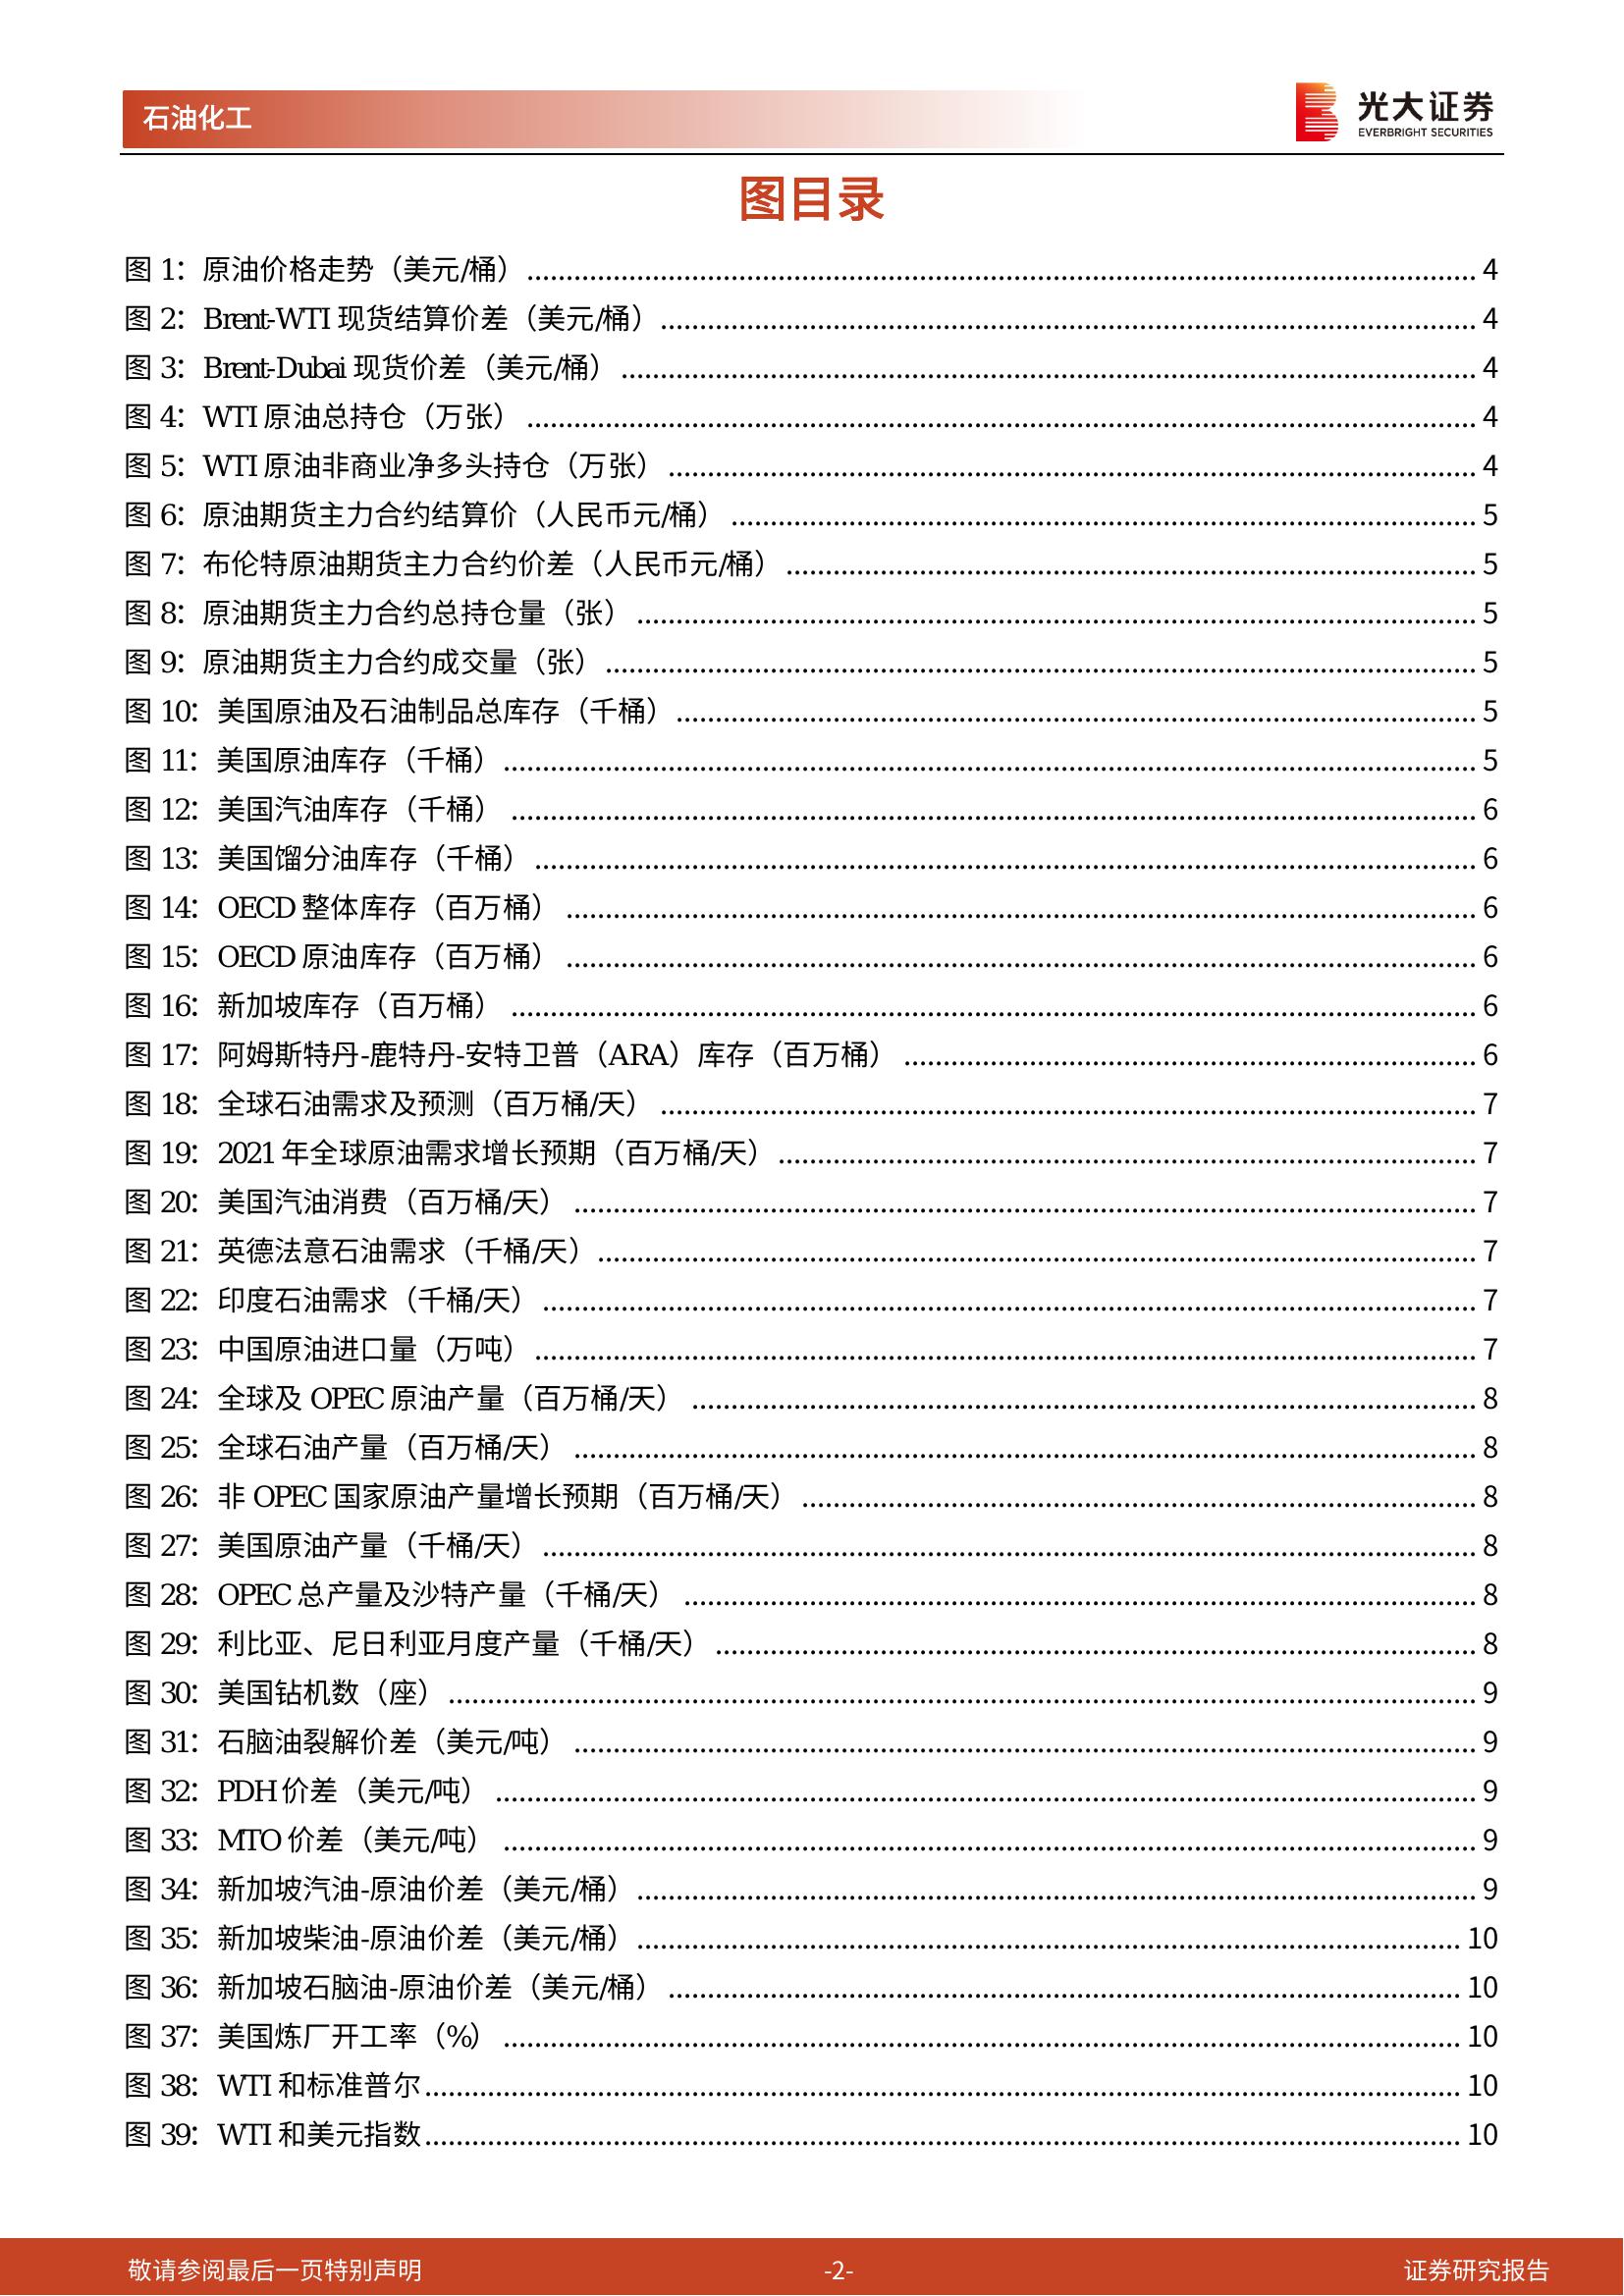 石油化工
光大证券
EVERBRIGHT SECURITIES
图目录
图 1：原油价格走势（美元/桶）................ 4
图 2：Brent-WTI 现货结算价差（美元/桶）................ 4
图 3：Brent-Dubai 现货价差（美元/桶）................ 4
图 4：WTI 原油总持仓（万张）................ 4
图 5：WTI 原油非商业净多头持仓（万张）................ 4
图 6：原油期货主力合约结算价（人民币元/桶）................ 5
图 7：布伦特原油期货主力合约价差（人民币元/桶）................ 5
图 8：原油期货主力合约总持仓量（张）................ 5
图 9：原油期货主力合约成交量（张）................ 5
图 10：美国原油及石油制品总库存（千桶）................ 5
图 11：美国原油库存（千桶）................ 5
图 12：美国汽油库存（千桶）................ 6
图 13：美国馏分油库存（千桶）................ 6
图 14：OECD 整体库存（百万桶）................ 6
图 15：OECD 原油库存（百万桶）................ 6
图 16：新加坡库存（百万桶）................ 6
图 17：阿姆斯特丹-鹿特丹-安特卫普（ARA）库存（百万桶）................ 6
图 18：全球石油需求及预测（百万桶/天）................ 7
图 19：2021 年全球原油需求增长预期（百万桶/天）................ 7
图 20：美国汽油消费（百万桶/天）................ 7
图 21：英德法意石油需求（千桶/天）................ 7
图 22：印度石油需求（千桶/天）................ 7
图 23：中国原油进口量（万吨）................ 7
图 24：全球及 OPEC 原油产量（百万桶/天）................ 8
图 25：全球石油产量（百万桶/天）................ 8
图 26：非 OPEC 国家原油产量增长预期（百万桶/天）................ 8
图 27：美国原油产量（千桶/天）................ 8
图 28：OPEC 总产量及沙特产量（千桶/天）................ 8
图 29：利比亚、尼日利亚月度产量（千桶/天）................ 8
图 30：美国钻机数（座）................ 9
图 31：石脑油裂解价差（美元/吨）................ 9
图 32：PDH 价差（美元/吨）................ 9
图 33：MTO 价差（美元/吨）................ 9
图 34：新加坡汽油-原油价差（美元/桶）................ 9
图 35：新加坡柴油-原油价差（美元/桶）................ 10
图 36：新加坡石脑油-原油价差（美元/桶）................ 10
图 37：美国炼厂开工率（%）................ 10
图 38：WTI 和标准普尔................ 10
图 39：WTI 和美元指数................ 10
敬请参阅最后一页特别声明
-2-
证券研究报告